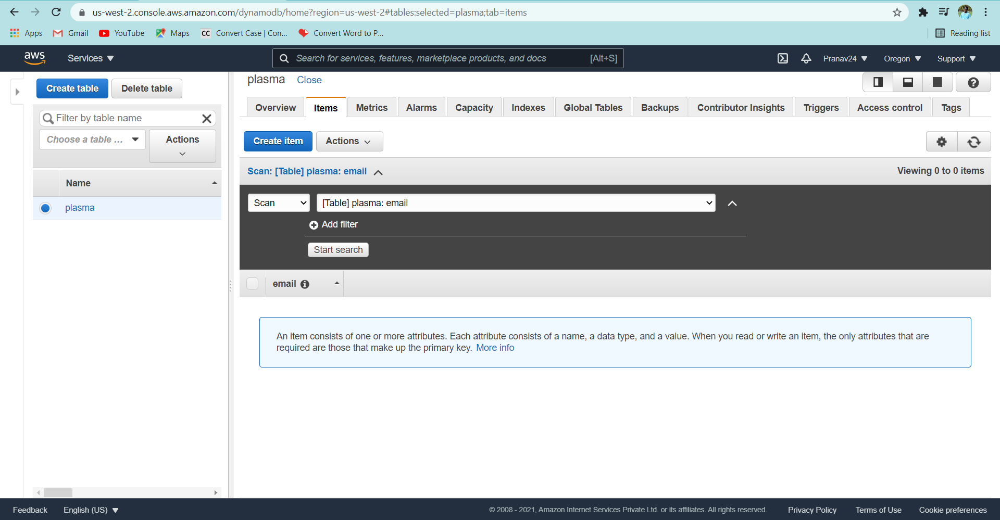 us-west-2.console.aws.amazon.com/dynamodb/home?region=us-west-2#tables:selected=plasma;tab=items
Apps Gmail YouTube Maps CC Convert Case | Con... Convert Word to P... Reading list
aws Services Search for services, features, marketplace products, and docs [Alt+S] Pranav24 Oregon Support
Create table Delete table
Filter by table name
Choose a table ... Actions
Name
plasma
plasma Close
Overview Items Metrics Alarms Capacity Indexes Global Tables Backups Contributor Insights Triggers Access control Tags
Create item Actions
Scan: [Table] plasma: email Viewing 0 to 0 items
Scan [Table] plasma: email
Add filter
Start search
email
An item consists of one or more attributes. Each attribute consists of a name, a data type, and a value. When you read or write an item, the only attributes that are
required are those that make up the primary key. More info
Feedback English (US) © 2008 - 2021, Amazon Internet Services Private Ltd. or its affiliates. All rights reserved. Privacy Policy Terms of Use Cookie preferences